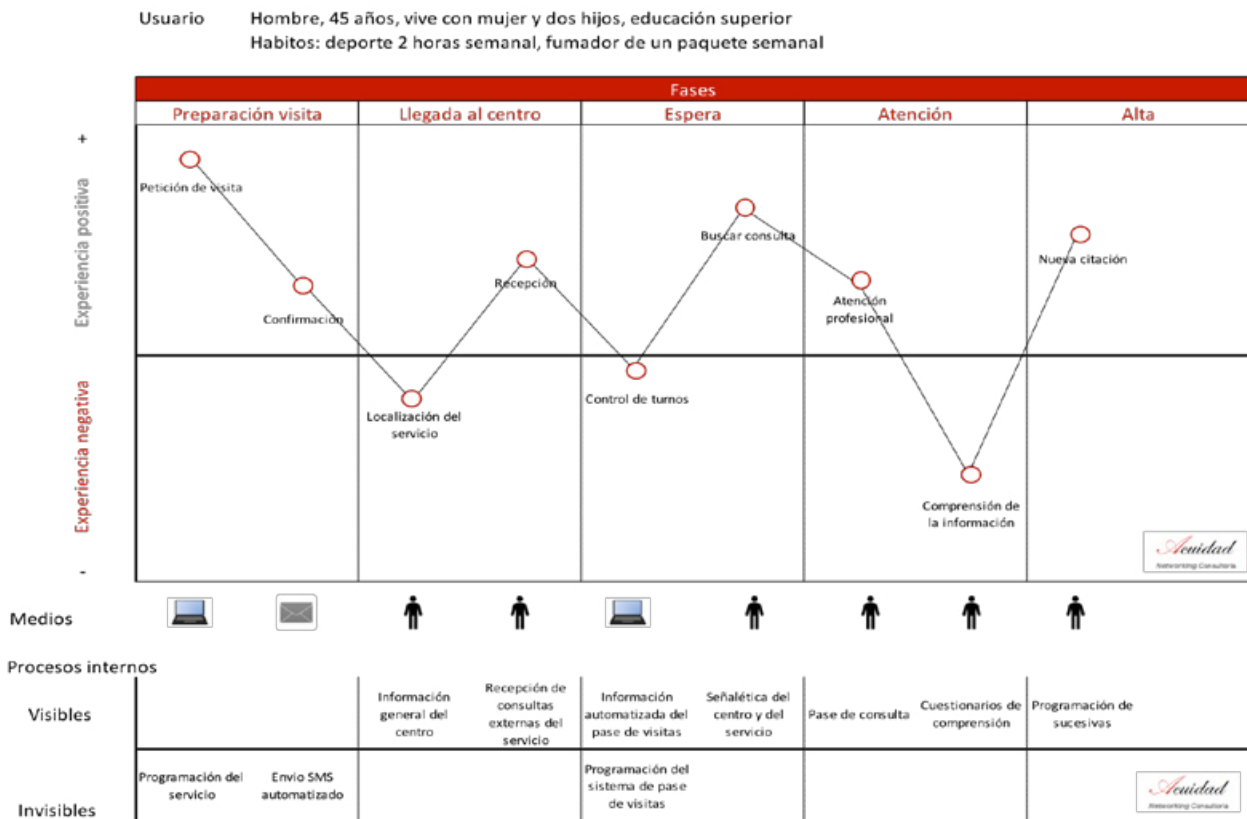 Usuario Hombre, 45 años, vive con mujer y dos hijos, educación superior
Habitos: deporte 2 horas semanal, fumador de un paquete semanal
Fases
Preparación visita Llegada al centro Espera Atención Alta
+
Experiencia positiva
Experiencia negativa
-
Petición de visita
Confirmación
Localización del
servicio
Recepción
Control de turnos
Buscar consulta
Atención
profesional
Comprensión de
la información
Nueva citación
Acuidad
Networking Consultoría
Medios
Procesos internos
Visibles
Información
general del
centro
Recepción de
consultas
externas del
servicio
Información
automatizada del
pase de visitas
Señalética del
centro y del
servicio
Pase de consulta
Cuestionarios de
comprensión
Programación de
sucesivas
Invisibles
Programación del
servicio
Envio SMS
automatizado
Programación del
sistema de pase
de visitas
Acuidad
Networking Consultoría